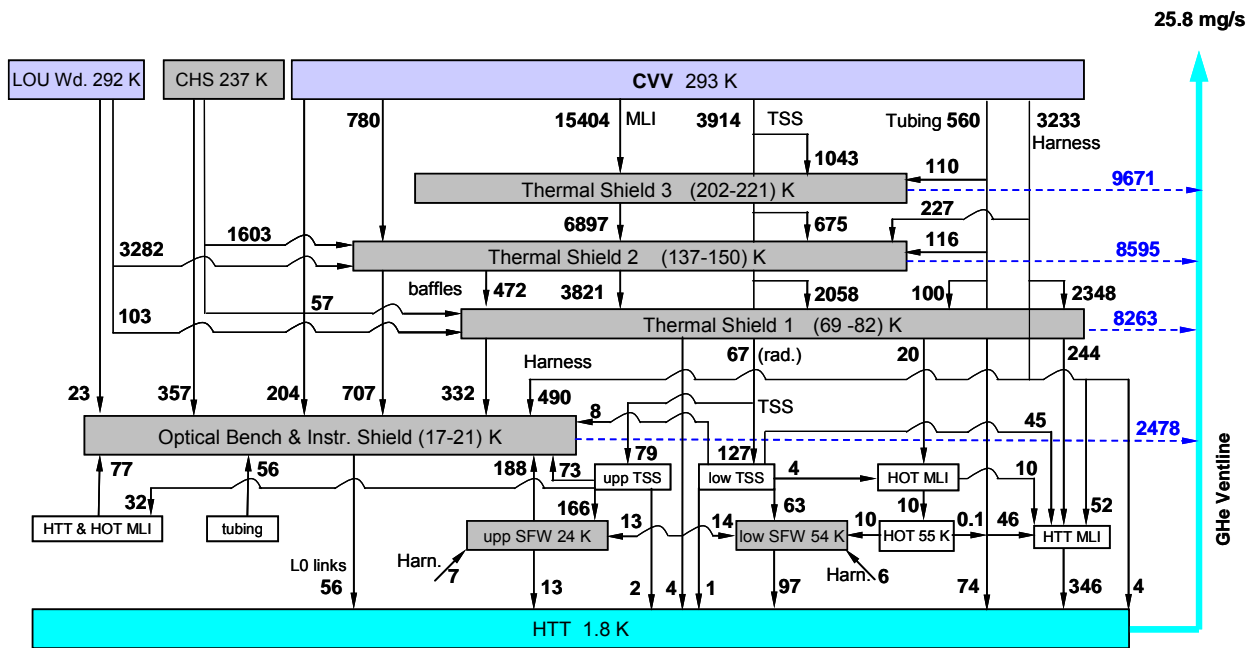 25.8 mg/s
LOU Wd. 292 K
CHS 237 K
CVV 293 K
780
15404
MLI
3914
TSS
Tubing 560
3233
Harness
1043
110
Thermal Shield 3 (202-221) K
9671
3282
1603
6897
675
227
116
Thermal Shield 2 (137-150) K
8595
baffles
472
3821
2058
100
2348
57
103
Thermal Shield 1 (69 -82) K
8263
Harness
67
(rad.)
20
244
23
357
204
707
332
490
TSS
8
45
Optical Bench & Instr. Shield (17-21) K
2478
77
56
188
73
79
127
4
10
upp TSS
low TSS
HOT MLI
32
166
63
10
52
HTT & HOT MLI
tubing
upp SFW 24 K
13
14
low SFW 54 K
10
HOT 55 K
0.1
46
HTT MLI
L0 links
Harn.
7
Harn.
6
56
13
2
4
1
97
74
346
4
HTT 1.8 K
GHe Ventline